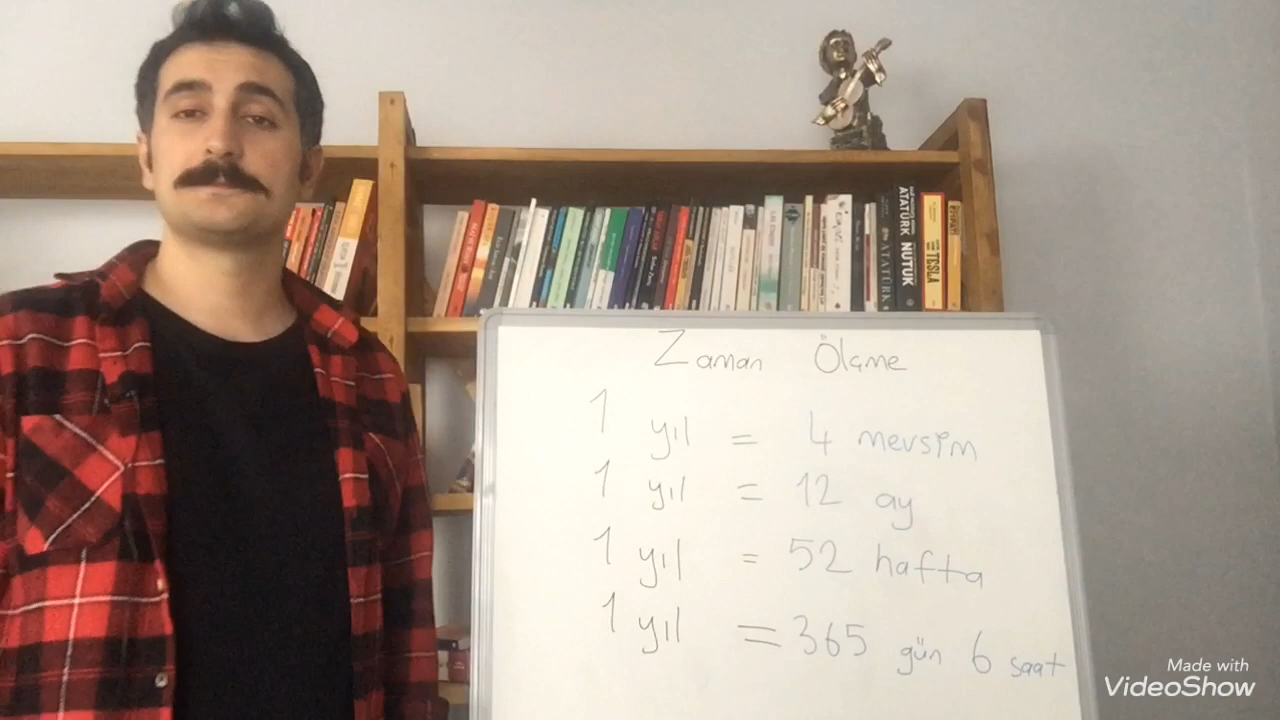 ATATÜRK NUTUK
ATATÜRK
TESLA
Zaman Ölçme
1 yıl = 4 mevsim
1 yıl = 12 ay
1 yıl = 52 hafta
1 yıl = 365 gün 6 saat
Made with
VideoShow